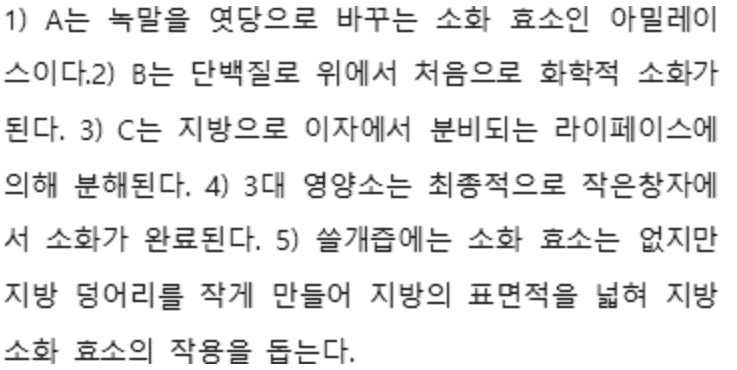 1) A는 녹말을 엿당으로 바꾸는 소화 효소인 아밀레이
스이다.2) B는 단백질로 위에서 처음으로 화학적 소화가
된다. 3) C는 지방으로 이자에서 분비되는 라이페이스에
의해 분해된다. 4) 3대 영양소는 최종적으로 작은창자에
서 소화가 완료된다. 5) 쓸개즙에는 소화 효소는 없지만
지방 덩어리를 작게 만들어 지방의 표면적을 넓혀 지방
소화 효소의 작용을 돕는다.